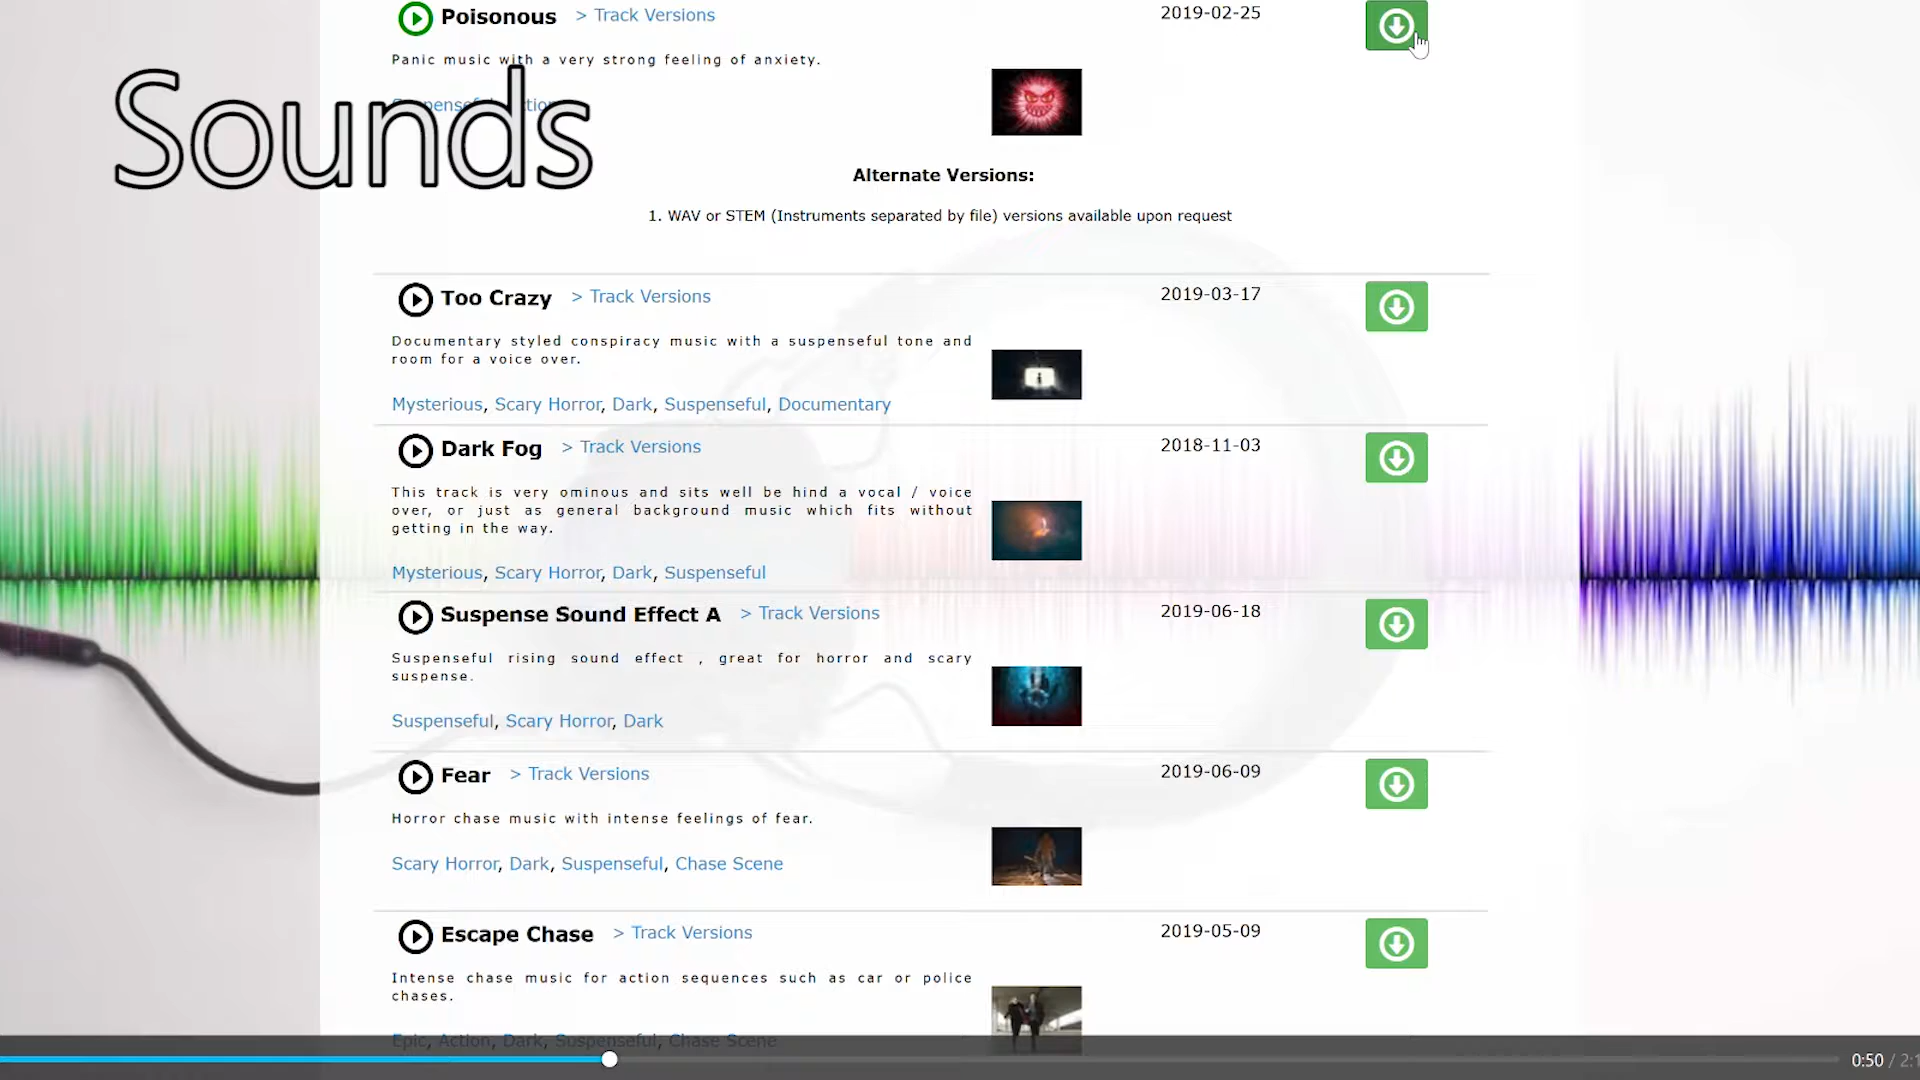 Poisonous > Track Versions 2019-02-25
Panic music with a very strong feeling of anxiety.
Sounds
Alternate Versions:
1. WAV or STEM (Instruments separated by file) versions available upon request
Too Crazy > Track Versions 2019-03-17
Documentary styled conspiracy music with a suspenseful tone and
room for a voice over.
Mysterious, Scary Horror, Dark, Suspenseful, Documentary
Dark Fog > Track Versions 2018-11-03
This track is very ominous and sits well be hind a vocal / voice
over, or just as general background music which fits without
getting in the way.
Mysterious, Scary Horror, Dark, Suspenseful
Suspense Sound Effect A > Track Versions 2019-06-18
Suspenseful rising sound effect , great for horror and scary
suspense.
Suspenseful, Scary Horror, Dark
Fear > Track Versions 2019-06-09
Horror chase music with intense feelings of fear.
Scary Horror, Dark, Suspenseful, Chase Scene
Escape Chase > Track Versions 2019-05-09
Intense chase music for action sequences such as car or police
chases.
Epic, Action, Dark, Suspenseful, Chase Scene
0:50 / 2:1